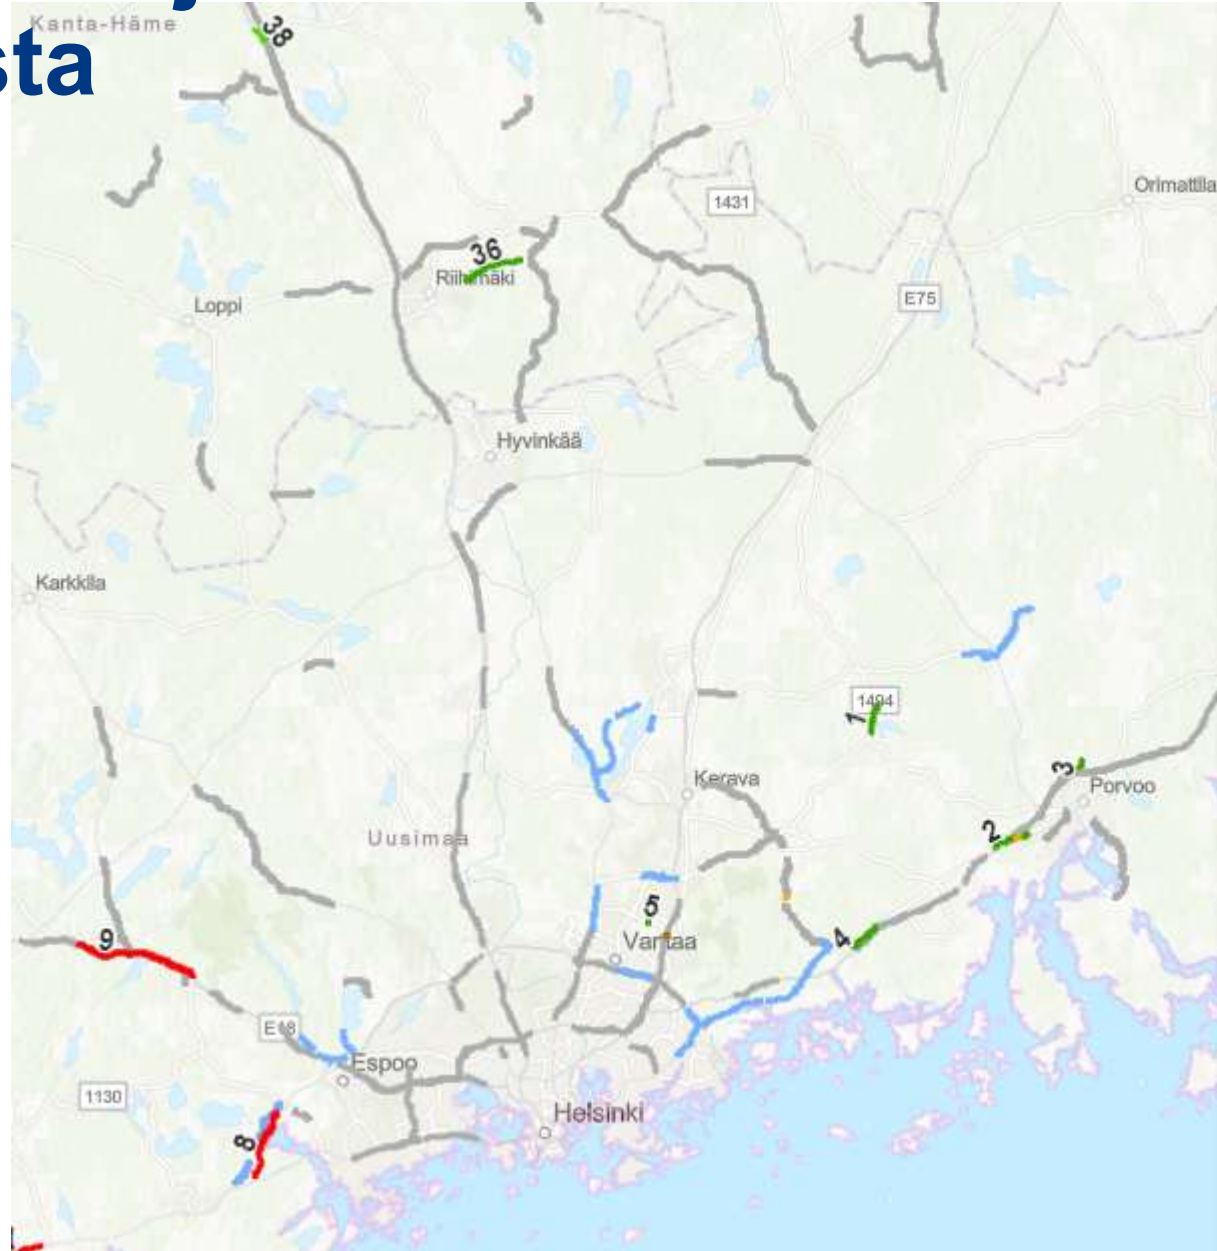 sta
Kanta-Häme
38
Orimattila
1431
36
Riihimäki
E75
Loppi
Hyvinkää
Karkkila
1494
1
3
Kerava
Porvoo
2
Uusimaa
5
9
Vantaa
4
E18
Espoo
1130
Helsinki
8